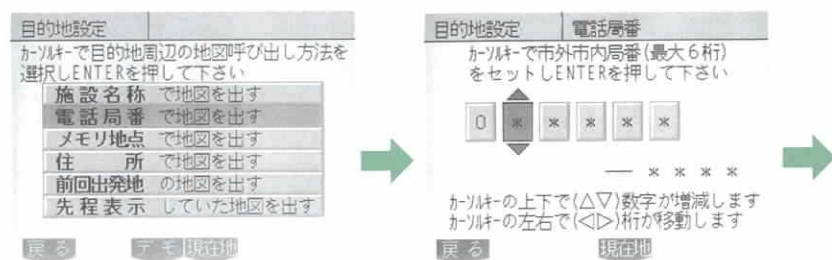 目的地設定
カーソルキーで目的地周辺の地図呼び出し方法を
選択しENTERを押して下さい
施設名称 で地図を出す
電話局番 で地図を出す
メモリ地点 で地図を出す
住 所 で地図を出す
前回出発地 の地図を出す
先程表示 していた地図を出す
戻る デモ 現在地
目的地設定 電話局番
カーソルキーで市外市内局番(最大6桁)
をセットしENTERを押して下さい
0 * * * * *
— * * * *
カーソルキーの上下で(△▽)数字が増減します
カーソルキーの左右で(◁▷)桁が移動します
戻る 現在地